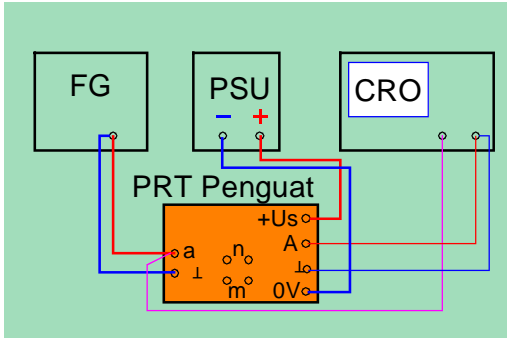 FG
PSU
CRO
− +
PRT Penguat
+Us
a n A
⊥ ⊥
m 0V